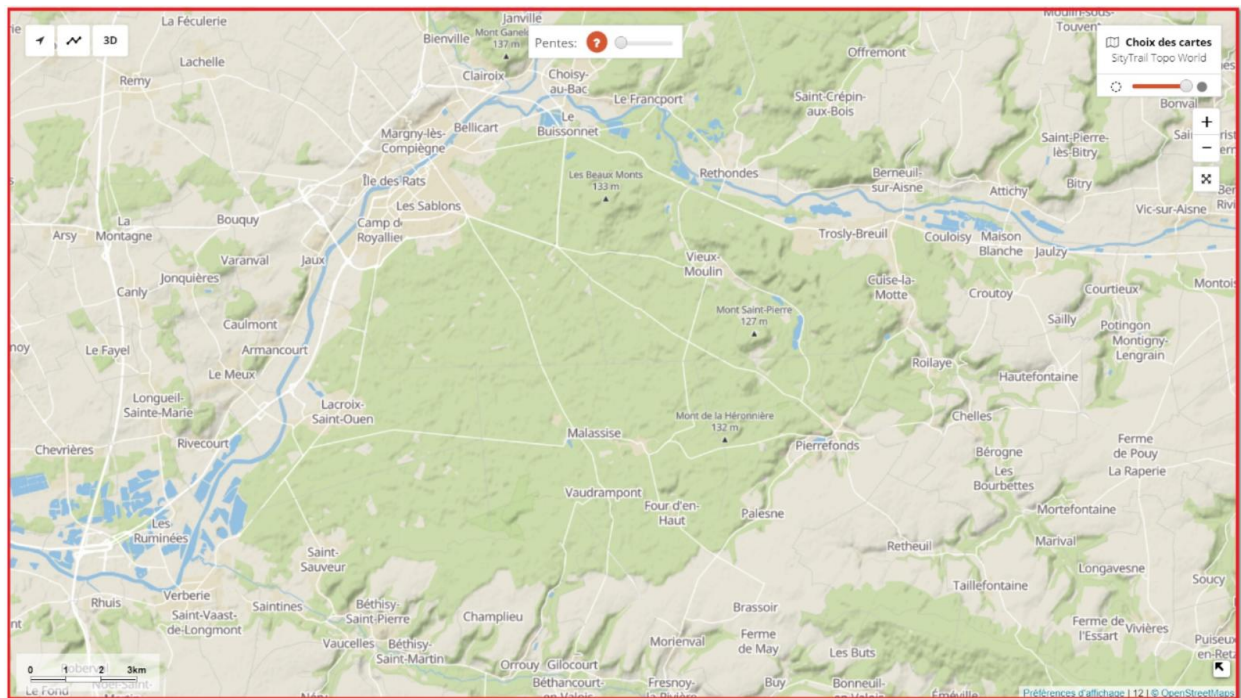 La Féculerie
Janville
Moulin-sous-
Touvent
3D
Bienville
Mont Ganelon
137 m
Pentes:
?
Choix des cartes
SityTrail Topo World
Offremont
Lachelle
Remy
Clairoix
Choisy-
au-Bac
Le Francport
Saint-Crépin-
aux-Bois
Bonval
Margny-lès-
Compiègne
Bellicart
Le
Buissonnet
Saint-Pierre-
lès-Bitry
+
−
Île des Rats
Les Beaux Monts
133 m
Rethondes
Berneuil-
sur-Aisne
Attichy
Bitry
Les Sablons
Vic-sur-Aisne
La
Montagne
Arsy
Bouquy
Camp de
Royallieu
Trosly-Breuil
Couloisy
Maison
Blanche
Jaulzy
Varanval
Jaux
Vieux-
Moulin
Jonquières
Canly
Cuise-la-
Motte
Croutoy
Courtieux
Montois
Caulmont
Mont Saint-Pierre
127 m
Sailly
Potingon
Montigny-
Lengrain
Le Fayel
Armancourt
Roilaye
Le Meux
Hautefontaine
Longueil-
Sainte-Marie
Lacroix-
Saint-Ouen
Mont de la Héronnière
132 m
Chelles
Chevrières
Rivecourt
Malassise
Pierrefonds
Bérogne
Ferme
de Pouy
La Raperie
Les
Bourbettes
Vaudrampont
Four d'en-
Haut
Palesne
Mortefontaine
Les
Ruminées
Saint-
Sauveur
Retheuil
Marival
Longavesne
Soucy
Taillefontaine
Rhuis
Verberie
Saintines
Saint-Vaast-
de-Longmont
Béthisy-
Saint-Pierre
Champlieu
Brassoir
Ferme de
l'Essart
Vivières
Puiseux-
en-Retz
Vaucelles
Béthisy-
Saint-Martin
Morienval
Ferme
de May
Les Buts
Orrouy
Gilocourt
0 1 2 3km
Roberval
Le Fond
Noël-Saint-
Béthancourt-
en-Valois
Fresnoy-
la-Rivière
Buy
Bonneuil-
en-Valois
Éméville
Préférences d'affichage | 12 | © OpenStreetMaps